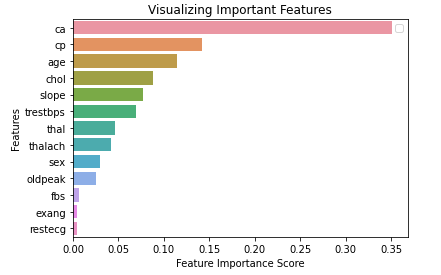 Visualizing Important Features
ca
cp
age
chol
slope
trestbps
thal
thalach
sex
oldpeak
fbs
exang
restecg
Features
0.00 0.05 0.10 0.15 0.20 0.25 0.30 0.35
Feature Importance Score